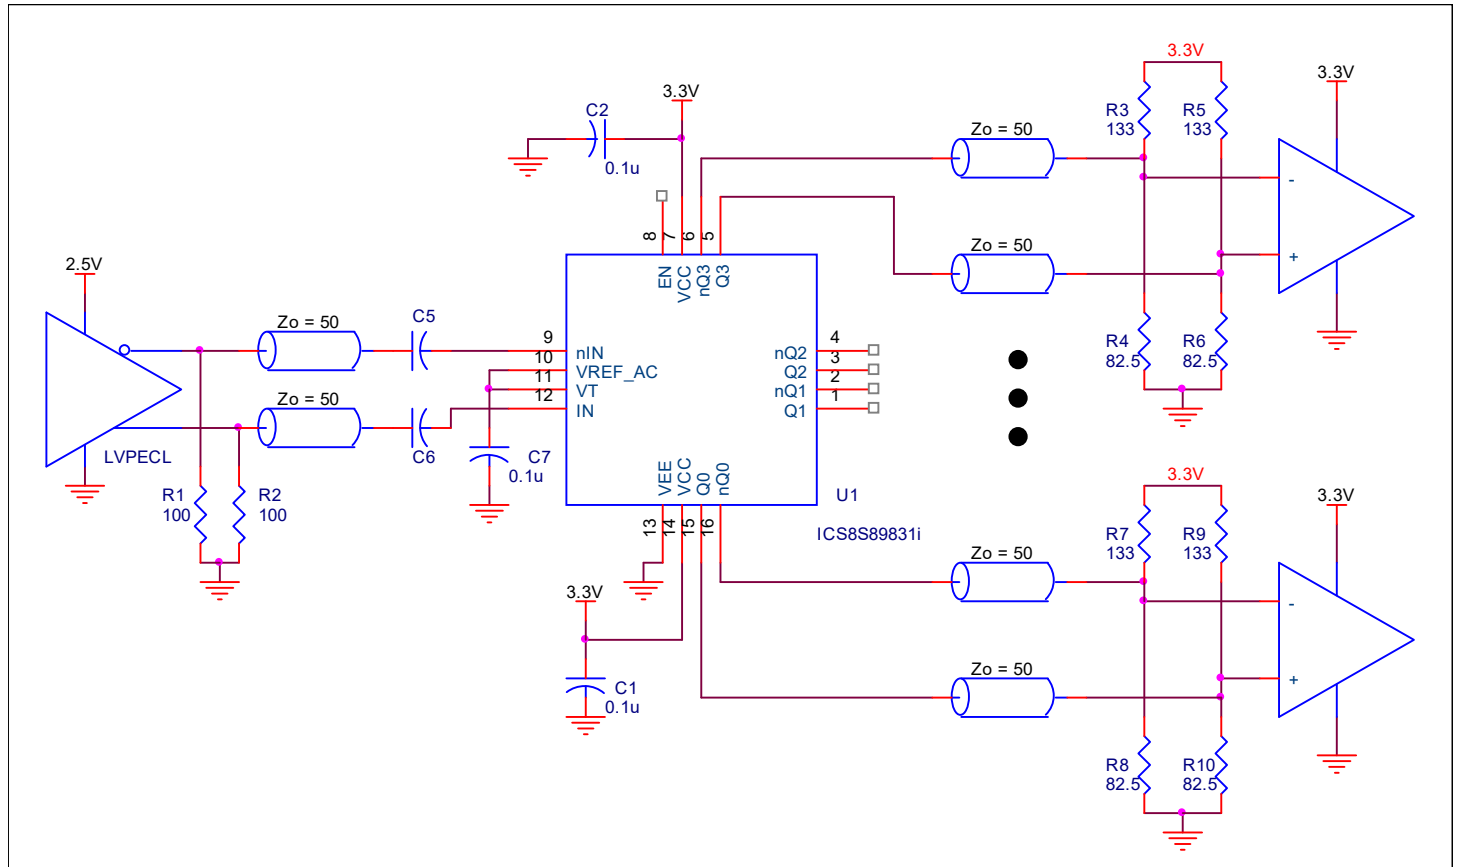 3.3V
3.3V
3.3V
C2
0.1u
R3
133
R5
133
Zo = 50
-
+
Zo = 50
8
7
6
5
EN
VCC
nQ3
Q3
2.5V
Zo = 50
C5
9
nIN
10
VREF_AC
11
VT
12
IN
4
nQ2
3
Q2
2
nQ1
1
Q1
R4
82.5
R6
82.5
Zo = 50
C6
LVPECL
C7
0.1u
R1
100
R2
100
VEE
VCC
Q0
nQ0
13
14
15
16
U1
ICS8S89831i
3.3V
3.3V
R7
133
R9
133
Zo = 50
-
+
3.3V
C1
0.1u
Zo = 50
R8
82.5
R10
82.5